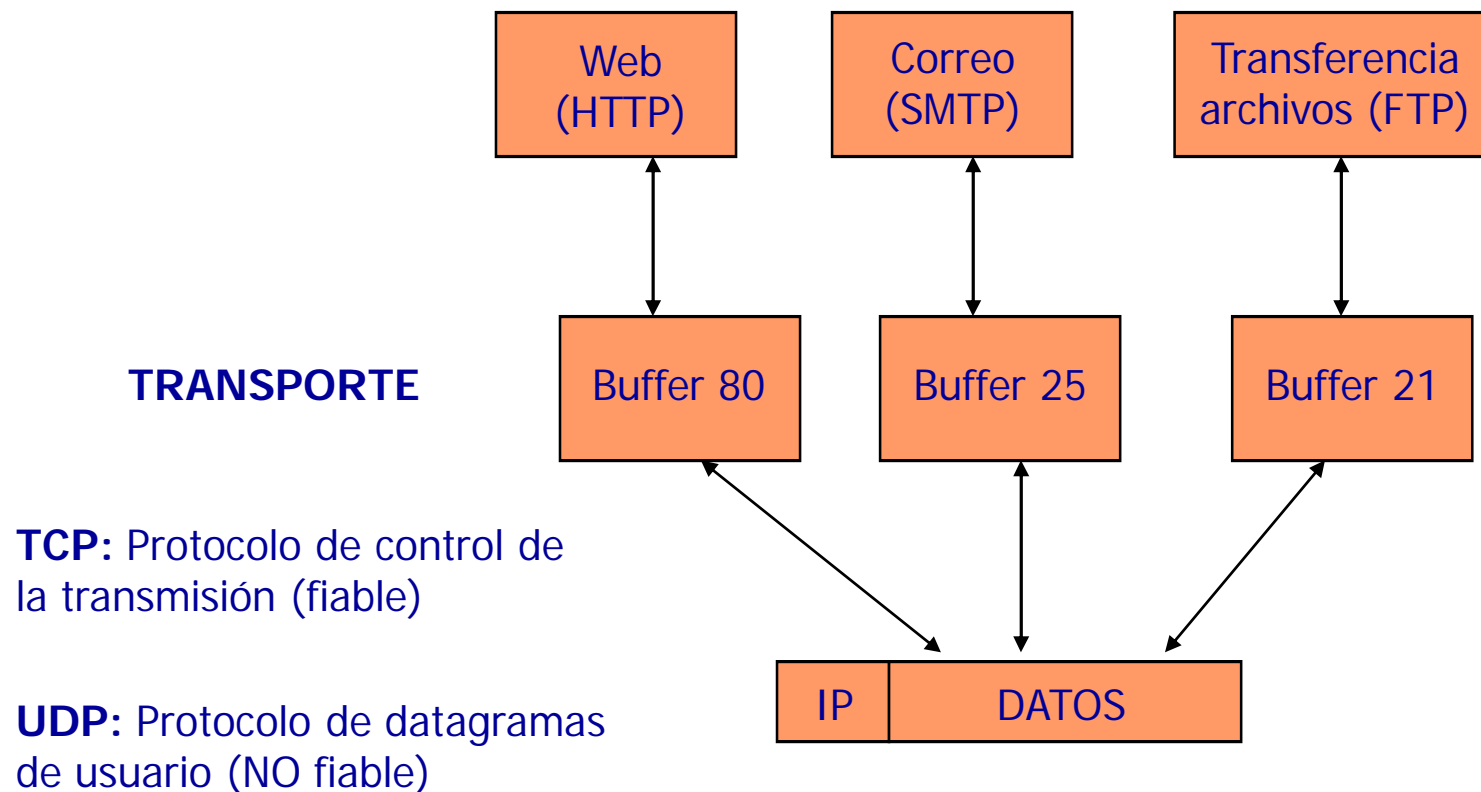 Web
(HTTP)
Correo
(SMTP)
Transferencia
archivos (FTP)
TRANSPORTE
Buffer 80
Buffer 25
Buffer 21
TCP: Protocolo de control de
la transmisión (fiable)
UDP: Protocolo de datagramas
de usuario (NO fiable)
IP
DATOS